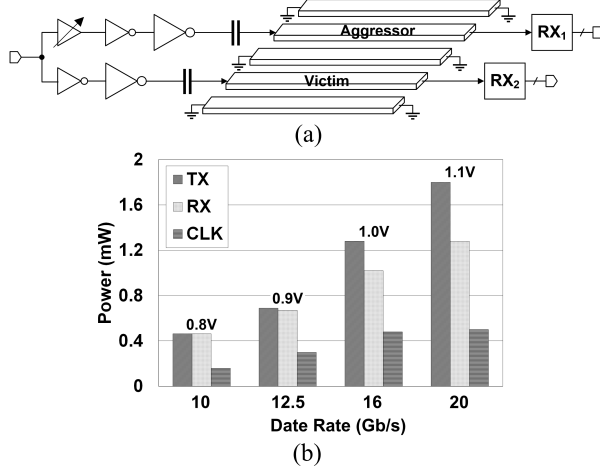 Aggressor
RX1
Victim
RX2
(a)
2
1.6
1.2
0.8
0.4
0
Power (mW)
TX
RX
CLK
0.8V
0.9V
1.0V
1.1V
10 12.5 16 20
Date Rate (Gb/s)
(b)